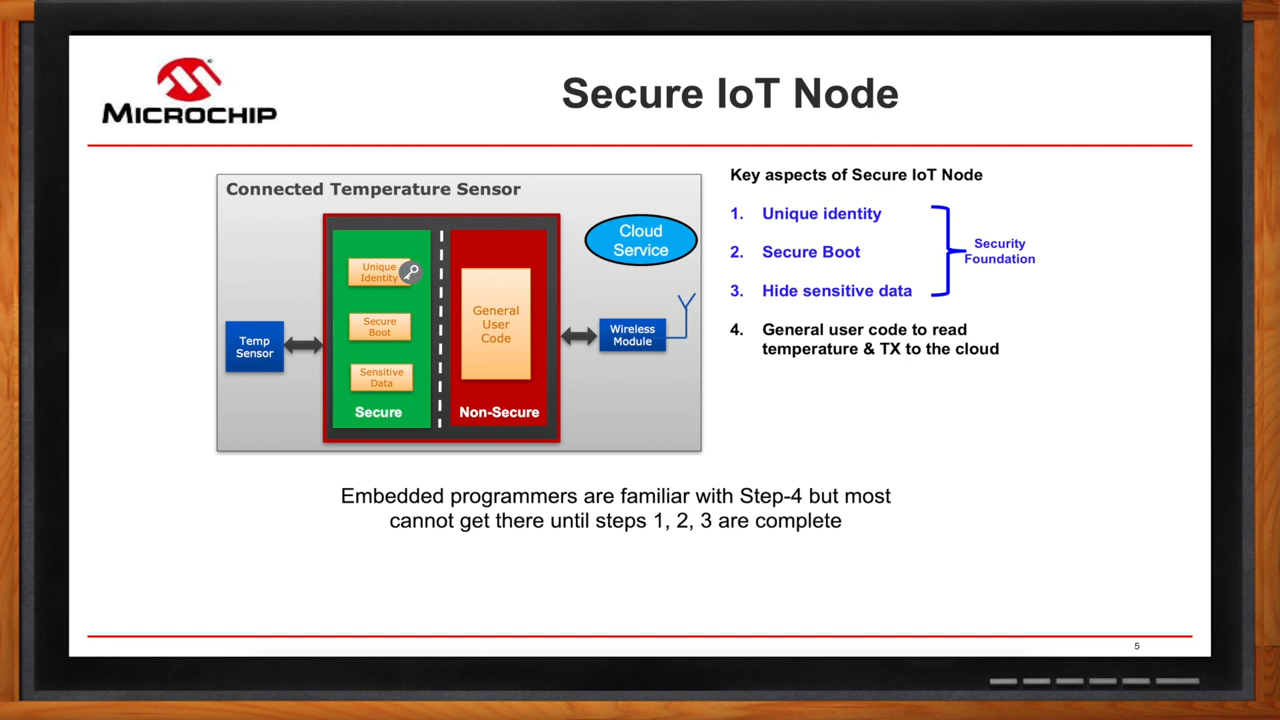 MICROCHIP
Secure IoT Node
Connected Temperature Sensor
Temp
Sensor
Unique
Identity
Secure
Boot
Sensitive
Data
Secure
General
User
Code
Non-Secure
Cloud
Service
Wireless
Module
Key aspects of Secure IoT Node
1. Unique identity
2. Secure Boot
3. Hide sensitive data
Security
Foundation
4. General user code to read
temperature & TX to the cloud
Embedded programmers are familiar with Step-4 but most
cannot get there until steps 1, 2, 3 are complete
5